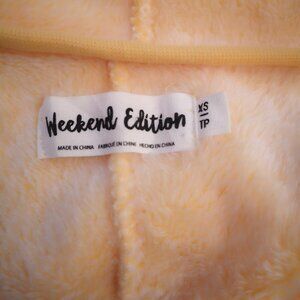 Weekend Edition
MADE IN CHINA FABRIQUÉ EN CHINE HECHO EN CHINA
XS
TP